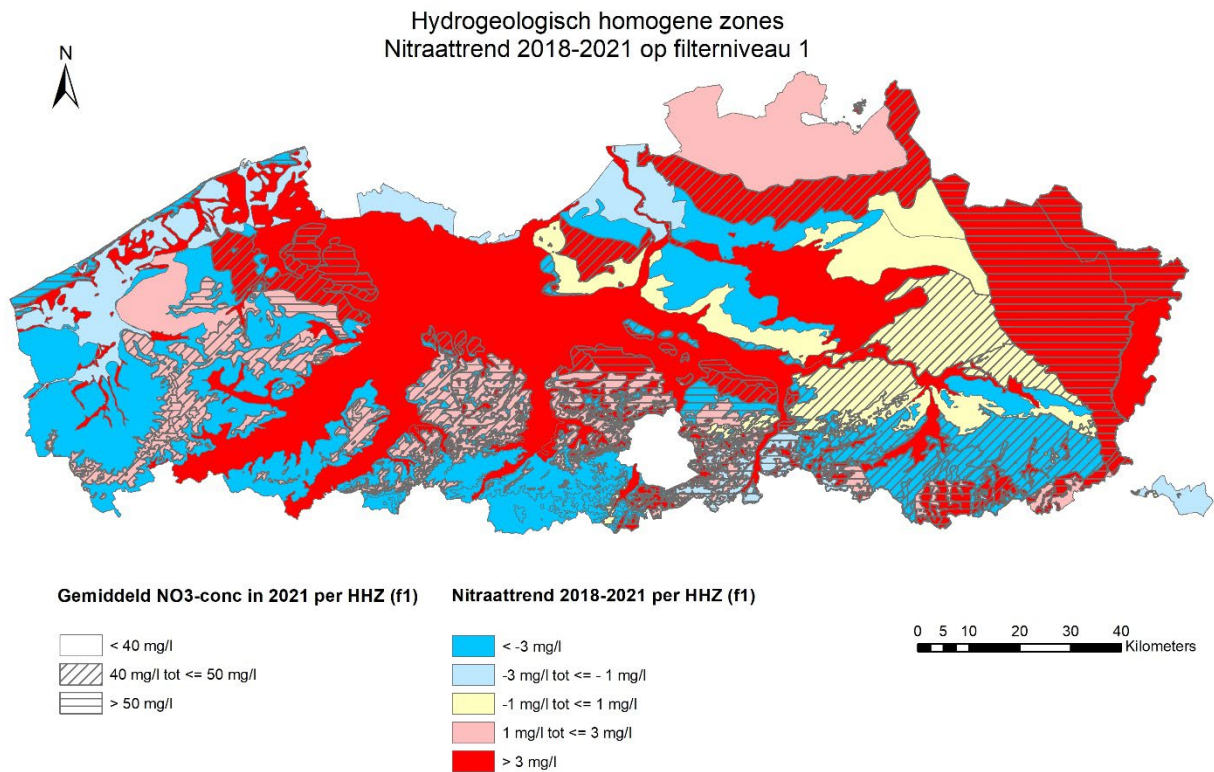 Hydrogeologisch homogene zones
Nitraattrend 2018-2021 op filterniveau 1
N
Gemiddeld NO3-conc in 2021 per HHZ (f1)
< 40 mg/l
40 mg/l tot <= 50 mg/l
> 50 mg/l
Nitraattrend 2018-2021 per HHZ (f1)
< -3 mg/l
-3 mg/l tot <= - 1 mg/l
-1 mg/l tot <= 1 mg/l
1 mg/l tot <= 3 mg/l
> 3 mg/l
0 5 10 20 30 40
Kilometers